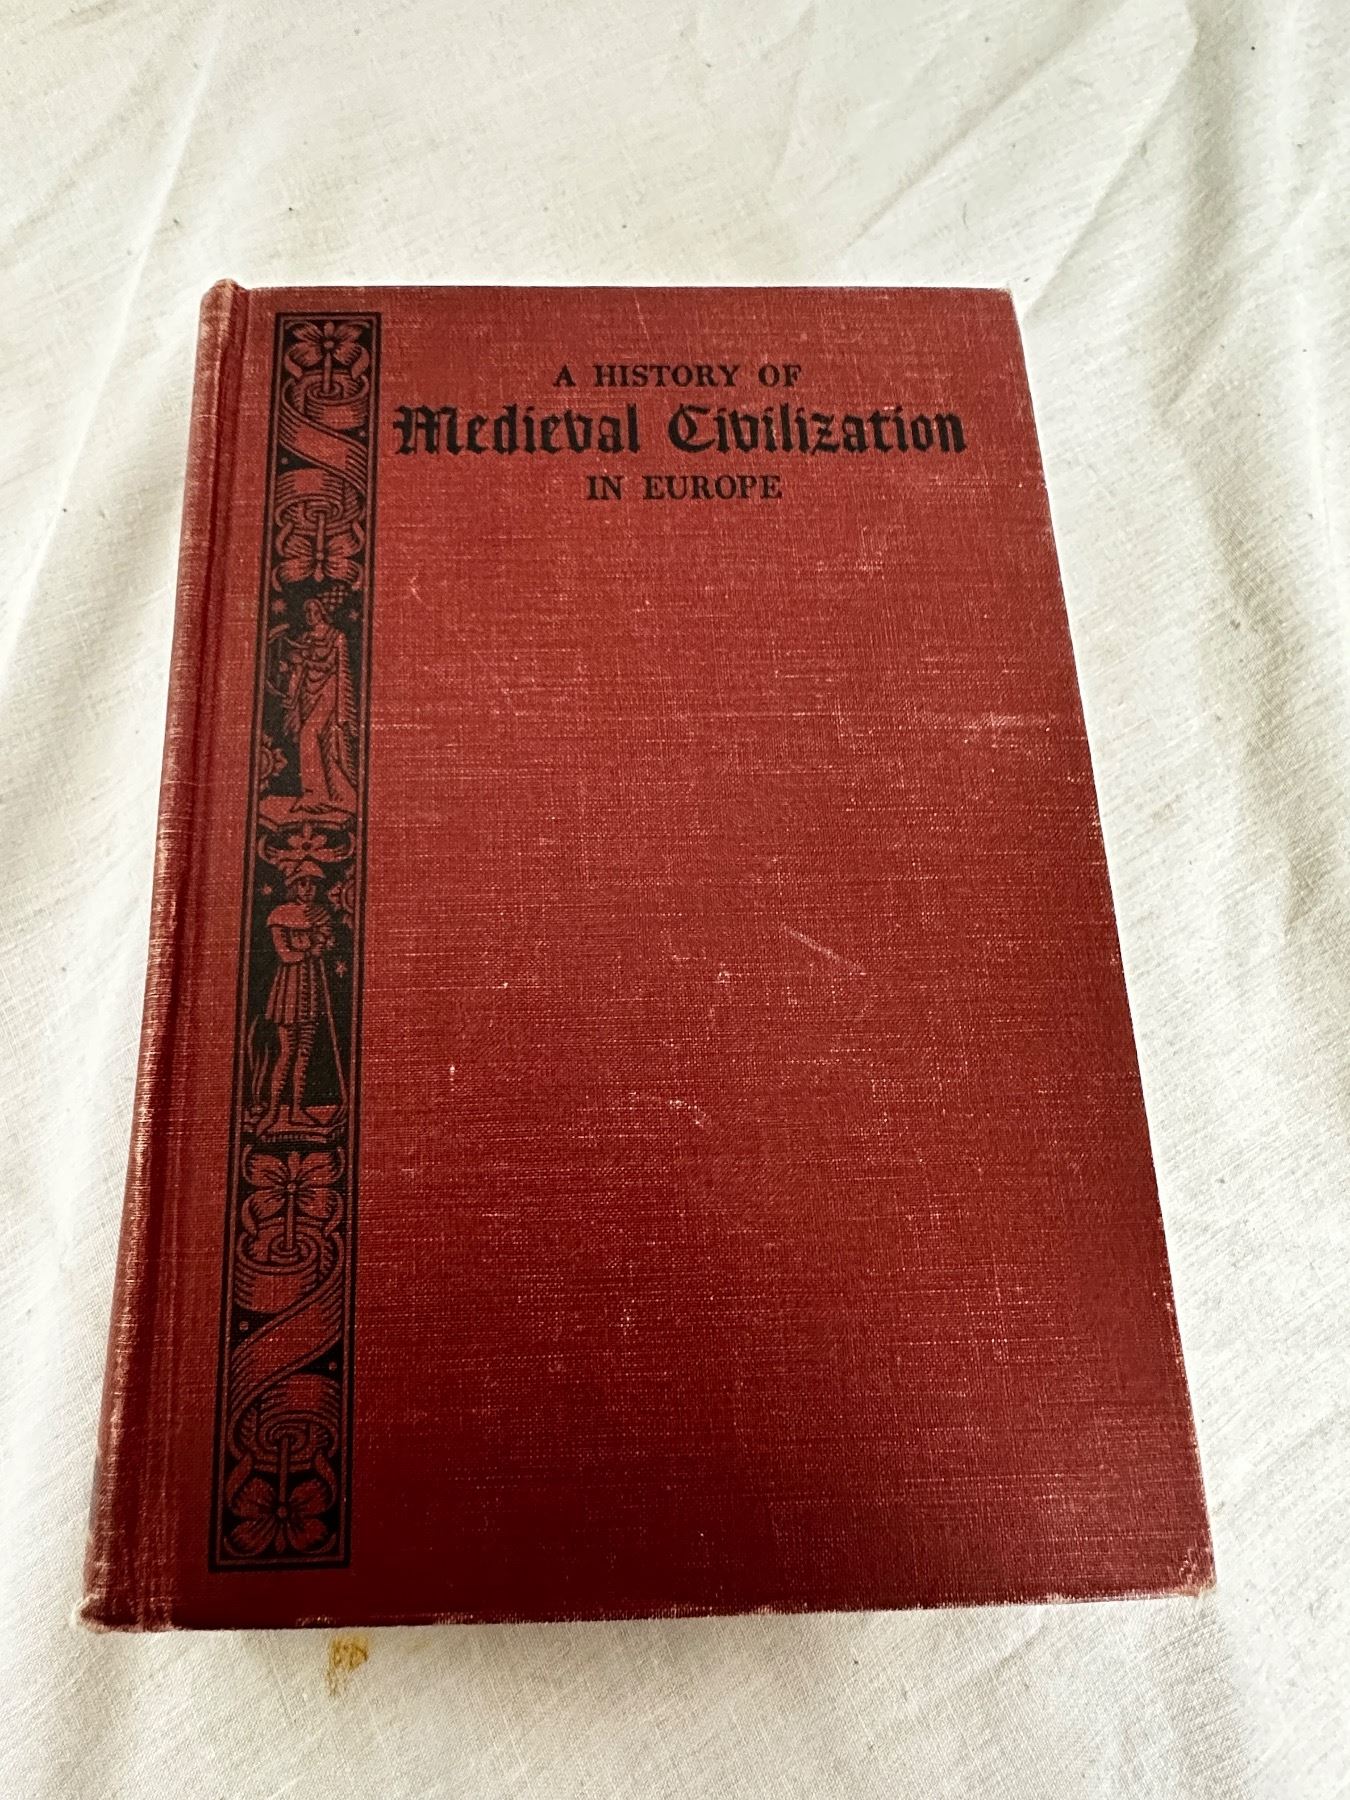 A HISTORY OF
Medieval Civilization
IN EUROPE